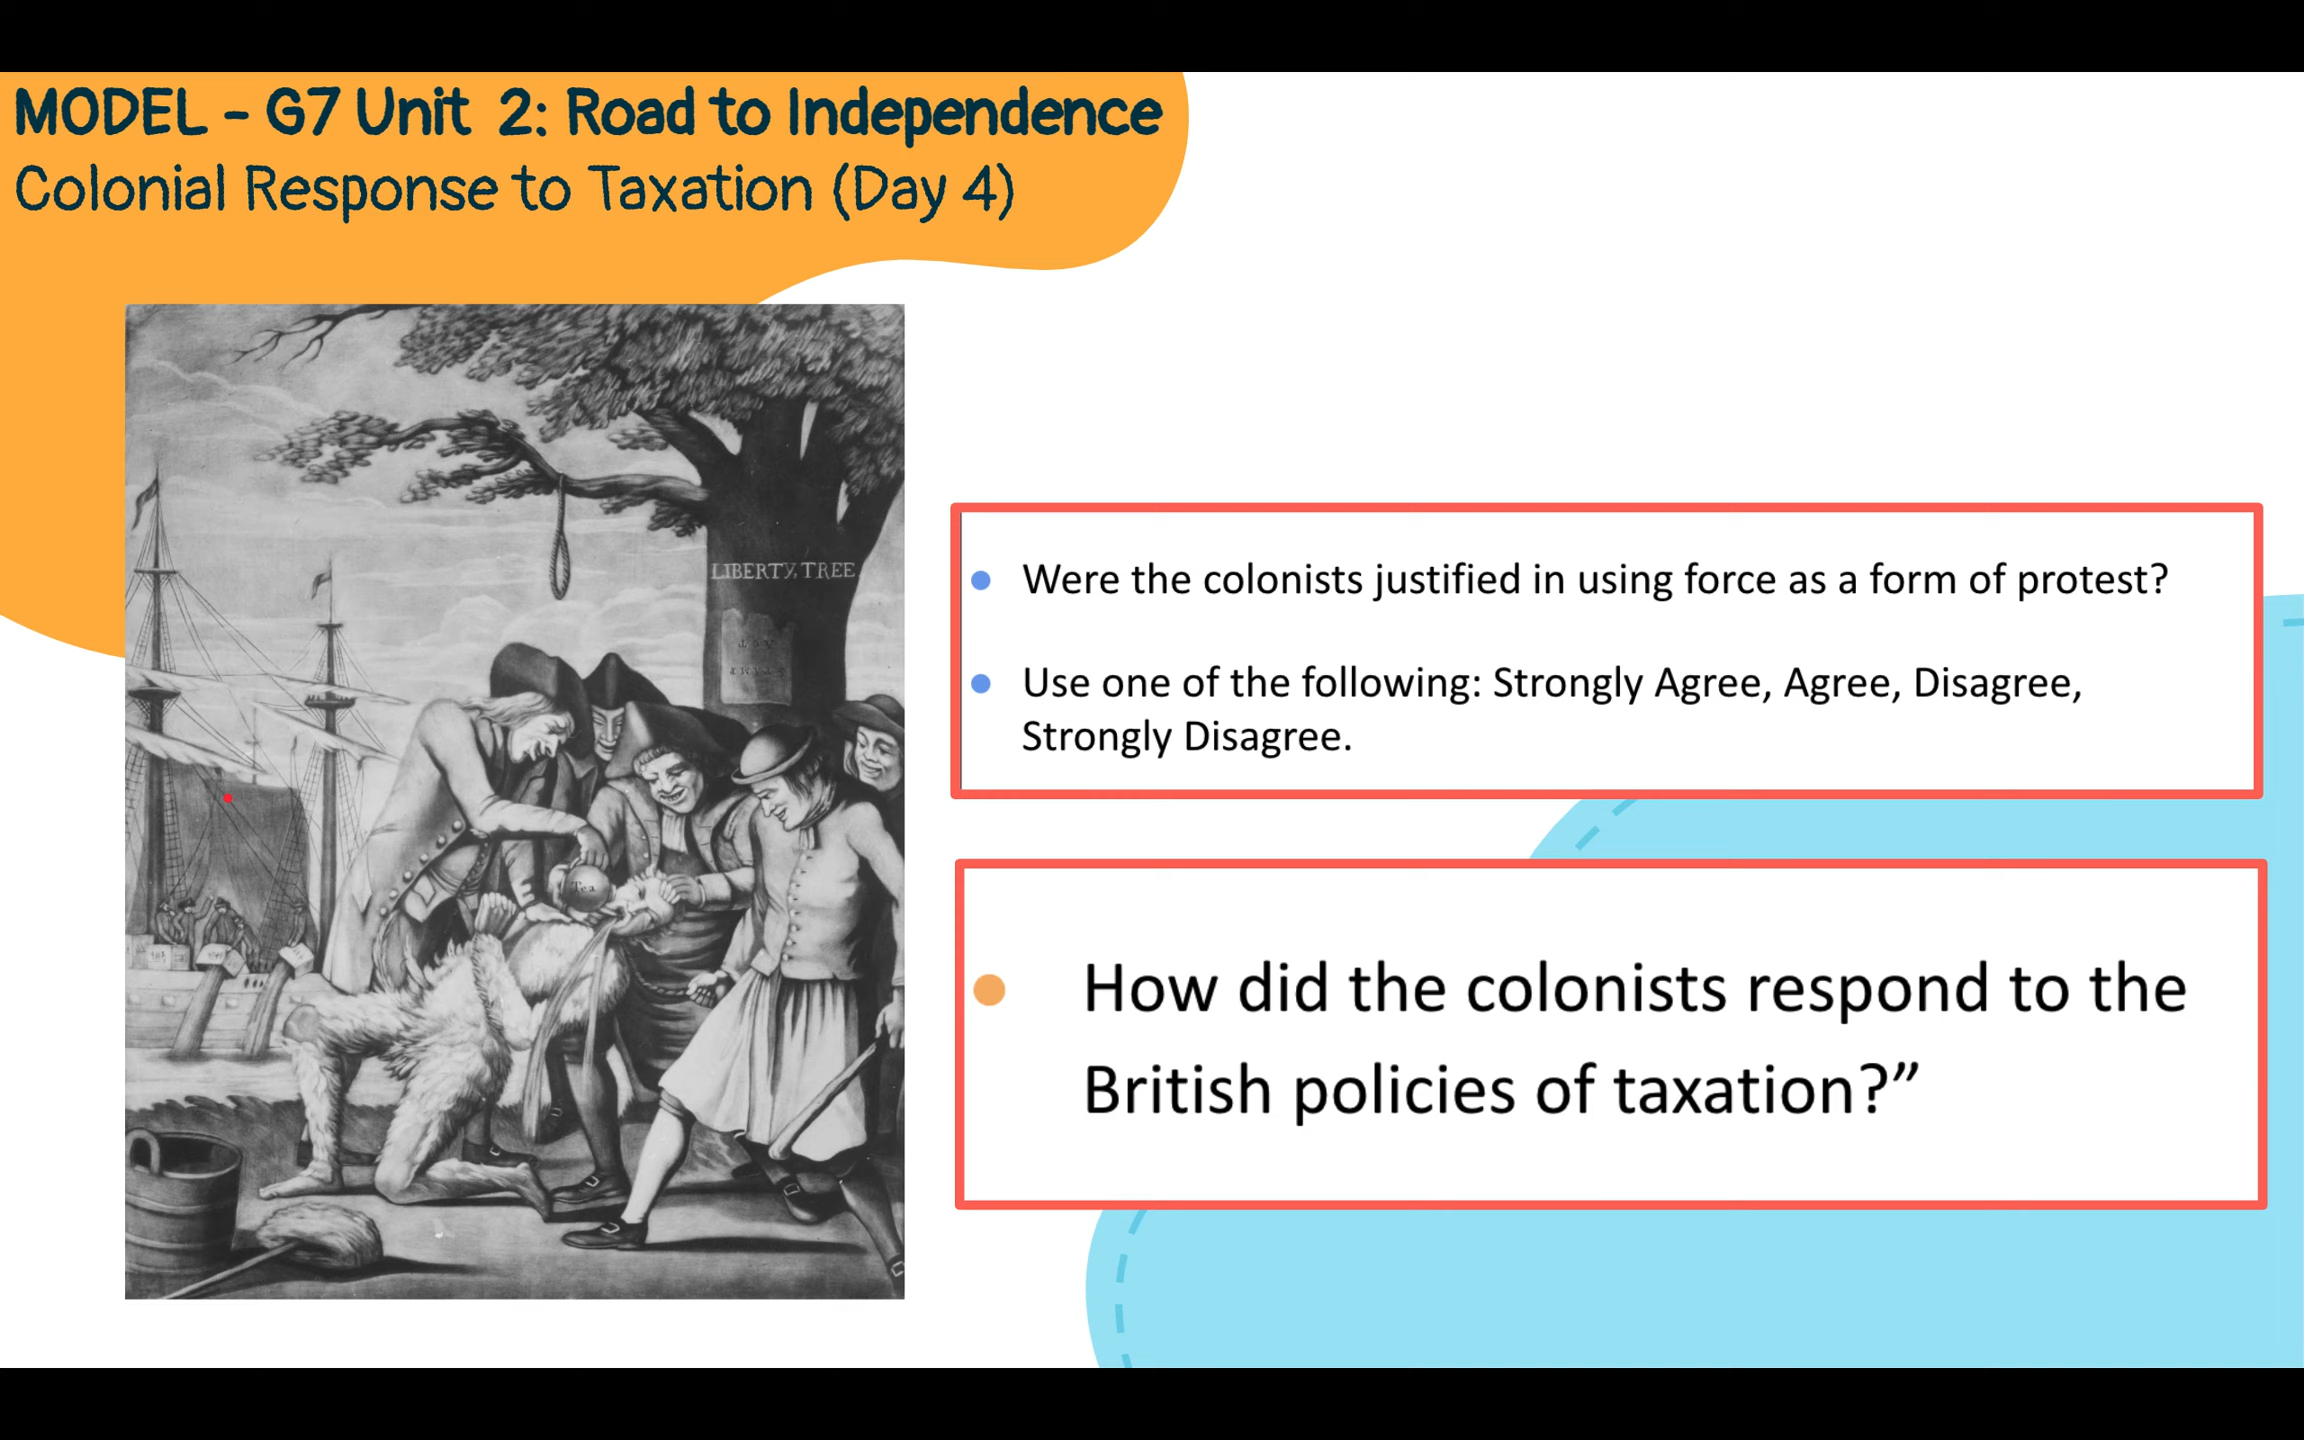 MODEL - G7 Unit 2: Road to Independence
Colonial Response to Taxation (Day 4)
LIBERTY TREE
Tea
Were the colonists justified in using force as a form of protest?
Use one of the following: Strongly Agree, Agree, Disagree,
Strongly Disagree.
How did the colonists respond to the
British policies of taxation?”